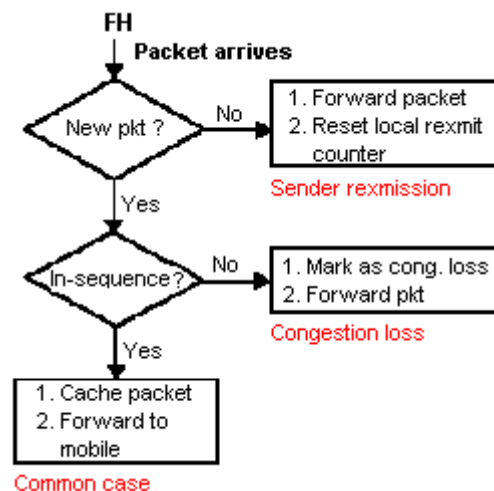 FH
Packet arrives
New pkt ?
No
1. Forward packet
2. Reset local rexmit
counter
Sender rexmission
Yes
In-sequence?
No
1. Mark as cong. loss
2. Forward pkt
Congestion loss
Yes
1. Cache packet
2. Forward to
mobile
Common case